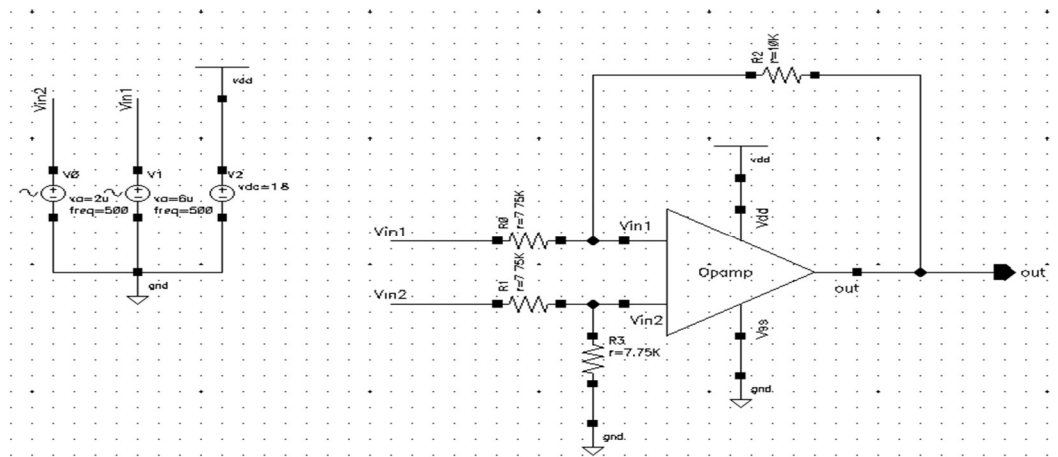 Vin2
Vin1
vdd
V0
va=2u
freq=500
V1
va=6u
freq=500
V2
vdc=1.8
gnd
R2
r=10K
vdd
Vdd
Vin1
R0
r=7.75K
Vin1
Opamp
out
out
Vin2
R1
r=7.75K
Vin2
Vss
R3
r=7.75K
gnd
gnd